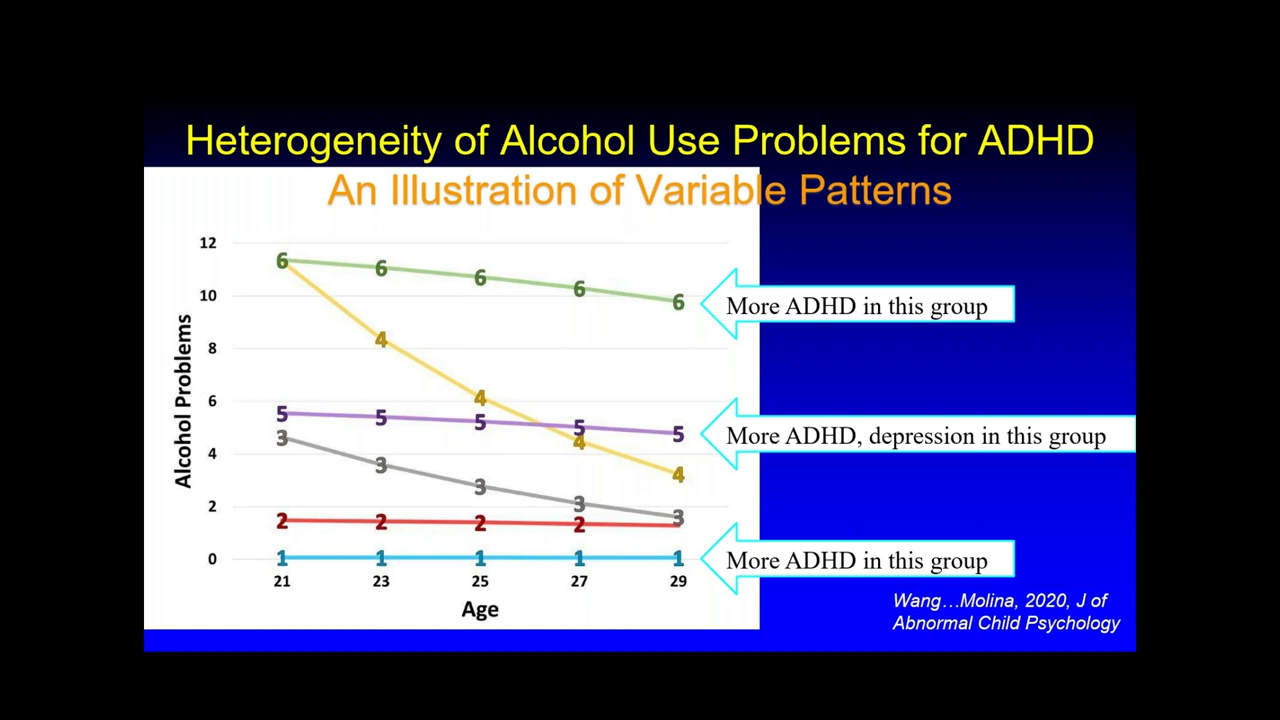 Heterogeneity of Alcohol Use Problems for ADHD
An Illustration of Variable Patterns
12
10
8
6
4
2
0
Alcohol Problems
6 6 6 6 6
4 4 4 4
5 5 5 5 5
3 3 3 3 3
2 2 2 2
1 1 1 1 1
21 23 25 27 29
Age
More ADHD in this group
More ADHD, depression in this group
More ADHD in this group
Wang…Molina, 2020, J of
Abnormal Child Psychology